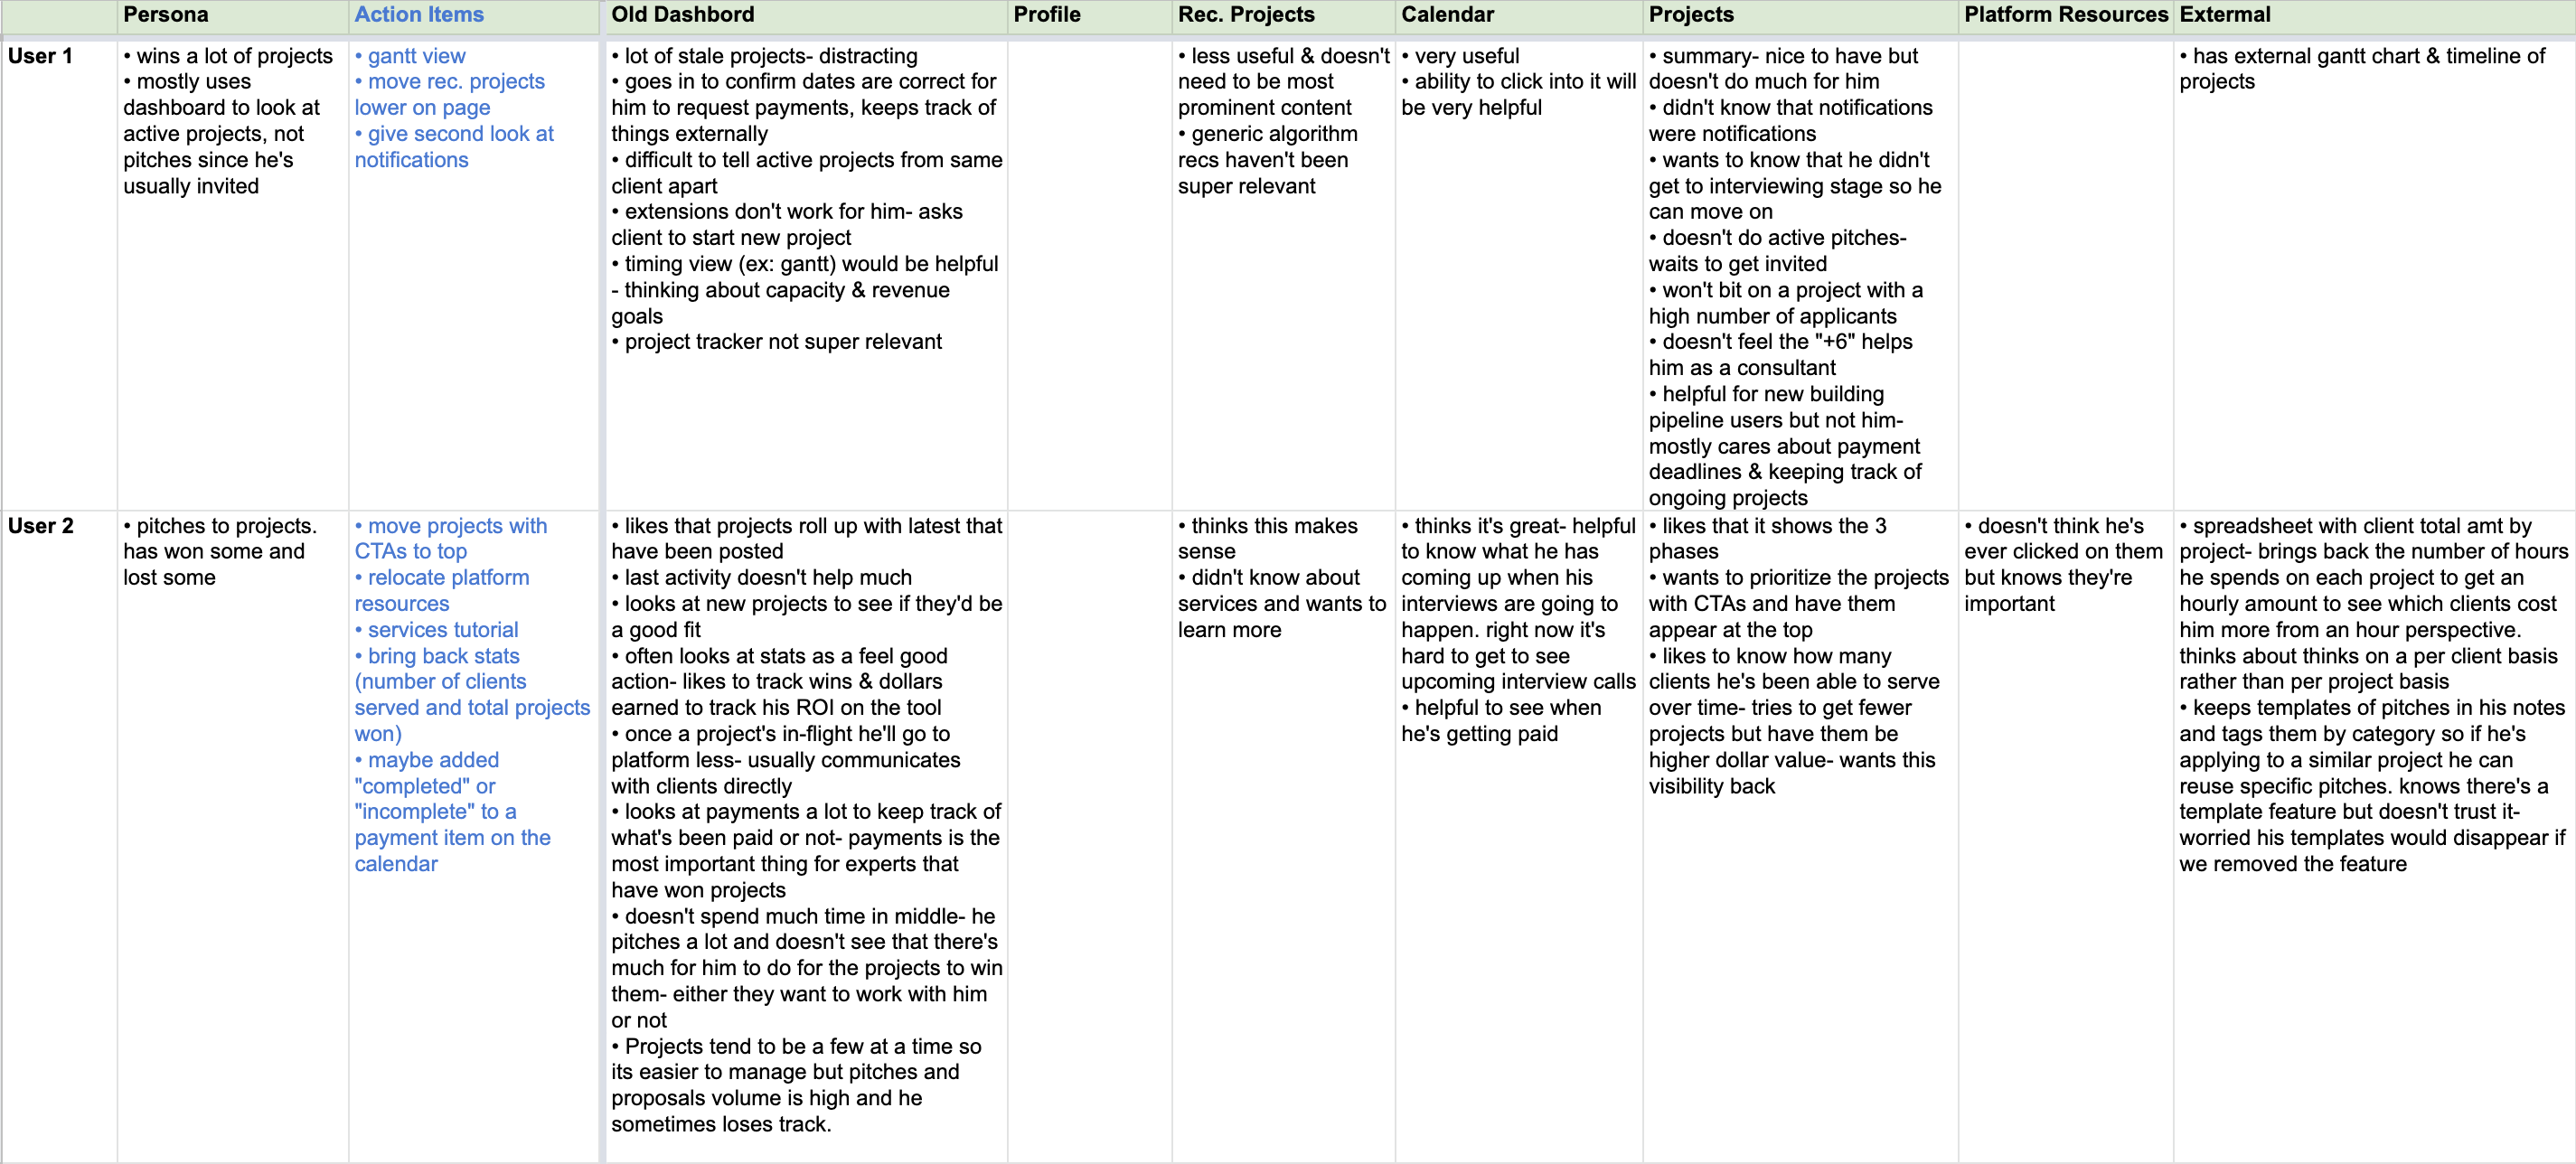 Persona
Action Items
Old Dashbord
Profile
Rec. Projects
Calendar
Projects
Platform Resources
Extermal
User 1
• wins a lot of projects
• mostly uses
dashboard to look at
active projects, not
pitches since he's
usually invited
• gantt view
• move rec. projects
lower on page
• give second look at
notifications
• lot of stale projects- distracting
• goes in to confirm dates are correct for
him to request payments, keeps track of
things externally
• difficult to tell active projects from same
client apart
• extensions don't work for him- asks
client to start new project
• timing view (ex: gantt) would be helpful
- thinking about capacity & revenue
goals
• project tracker not super relevant
• less useful & doesn't
need to be most
prominent content
• generic algorithm
recs haven't been
super relevant
• very useful
• ability to click into it will
be very helpful
• summary- nice to have but
doesn't do much for him
• didn't know that notifications
were notifications
• wants to know that he didn't
get to interviewing stage so he
can move on
• doesn't do active pitches-
waits to get invited
• won't bit on a project with a
high number of applicants
• doesn't feel the "+6" helps
him as a consultant
• helpful for new building
pipeline users but not him-
mostly cares about payment
deadlines & keeping track of
ongoing projects
• has external gantt chart & timeline of
projects
User 2
• pitches to projects.
has won some and
lost some
• move projects with
CTAs to top
• relocate platform
resources
• services tutorial
• bring back stats
(number of clients
served and total projects
won)
• maybe added
"completed" or
"incomplete" to a
payment item on the
calendar
• likes that projects roll up with latest that
have been posted
• last activity doesn't help much
• looks at new projects to see if they'd be
a good fit
• often looks at stats as a feel good
action- likes to track wins & dollars
earned to track his ROI on the tool
• once a project's in-flight he'll go to
platform less- usually communicates
with clients directly
• looks at payments a lot to keep track of
what's been paid or not- payments is the
most important thing for experts that
have won projects
• doesn't spend much time in middle- he
pitches a lot and doesn't see that there's
much for him to do for the projects to win
them- either they want to work with him
or not
• Projects tend to be a few at a time so
its easier to manage but pitches and
proposals volume is high and he
sometimes loses track.
• thinks this makes
sense
• didn't know about
services and wants to
learn more
• thinks it's great- helpful
to know what he has
coming up when his
interviews are going to
happen. right now it's
hard to get to see
upcoming interview calls
• helpful to see when
he's getting paid
• likes that it shows the 3
phases
• wants to prioritize the projects
with CTAs and have them
appear at the top
• likes to know how many
clients he's been able to serve
over time- tries to get fewer
projects but have them be
higher dollar value- wants this
visibility back
• doesn't think he's
ever clicked on them
but knows they're
important
• spreadsheet with client total amt by
project- brings back the number of hours
he spends on each project to get an
hourly amount to see which clients cost
him more from an hour perspective.
thinks about thinks on a per client basis
rather than per project basis
• keeps templates of pitches in his notes
and tags them by category so if he's
applying to a similar project he can
reuse specific pitches. knows there's a
template feature but doesn't trust it-
worried his templates would disappear if
we removed the feature